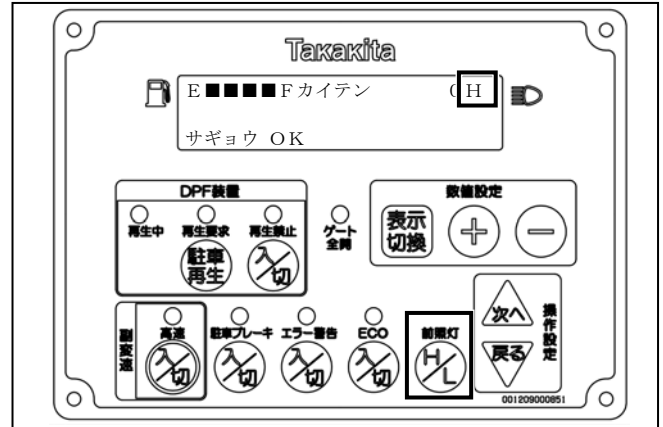 Takakita
E■■■■Fカイテン 0H
サギョウ OK
DPF装置
再生中 再生要求 再生禁止
駐車再生
入/切
ゲート全開
数値設定
表示切換
+ −
副変速
高速 駐車ブレーキ エラー警告 ECO 前照灯
入/切 入/切 入/切 入/切 H/L
次へ
戻る
操作設定
001209000851